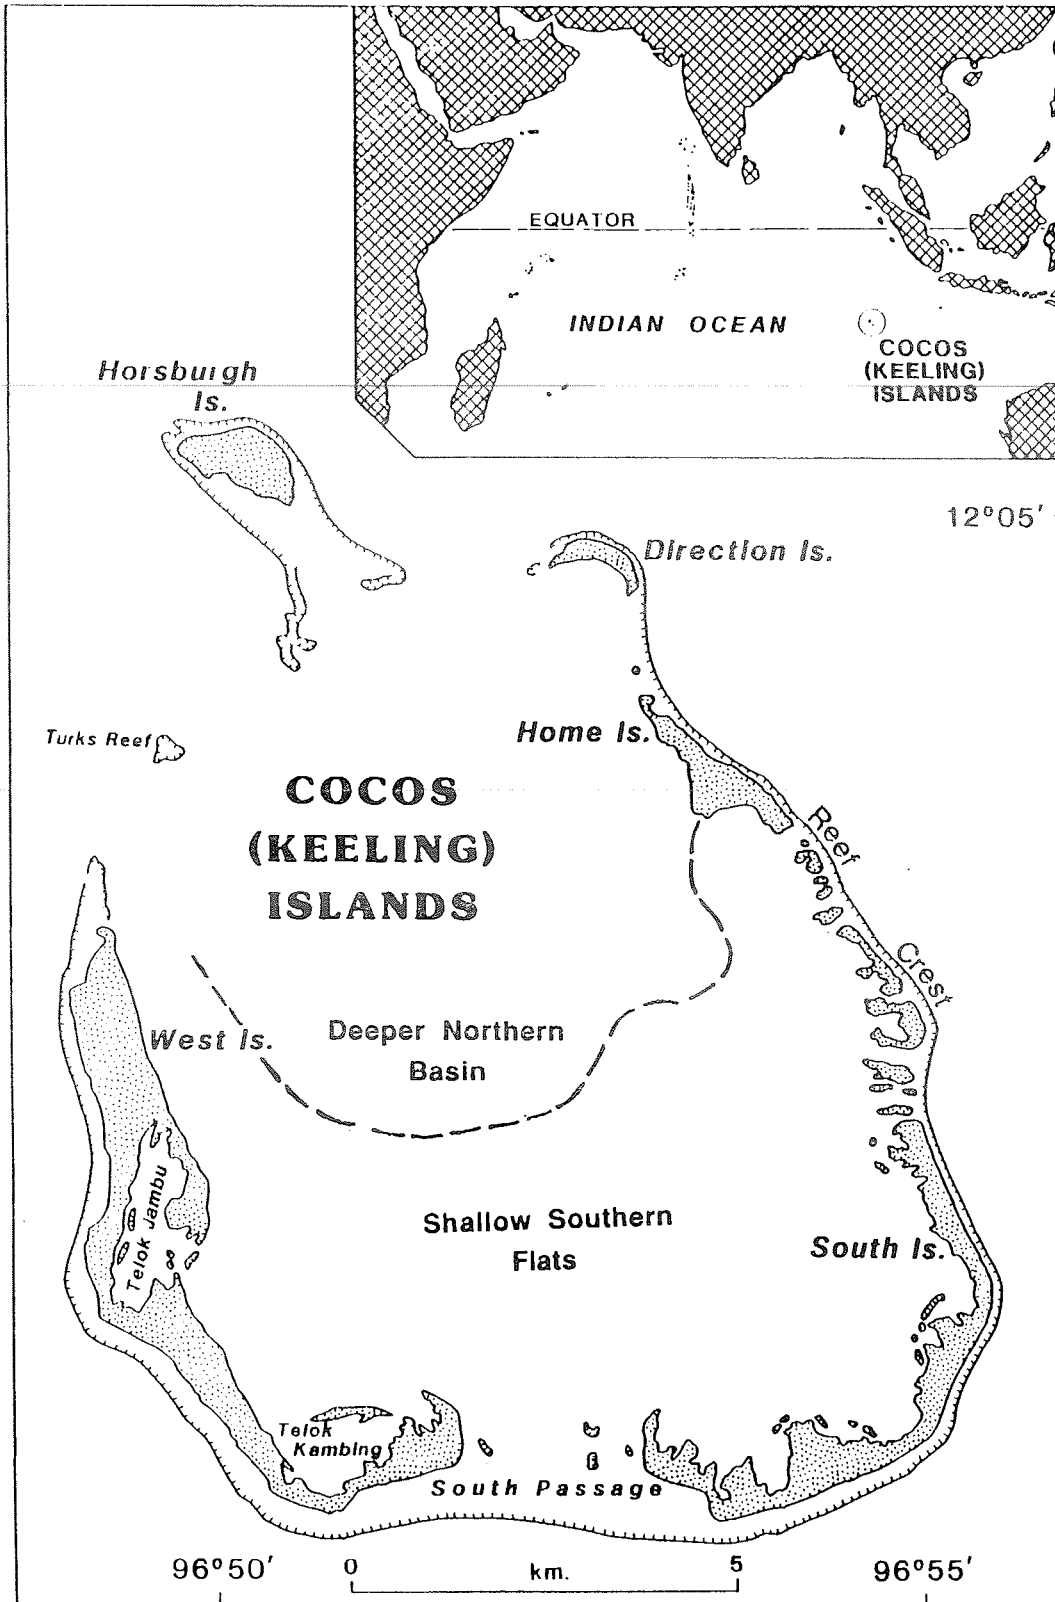 EQUATOR
INDIAN OCEAN
COCOS
(KEELING)
ISLANDS
Horsburgh
Is.
12°05'
Direction Is.
Home Is.
Turks Reef
COCOS
(KEELING)
ISLANDS
Reef
Crest
West Is.
Deeper Northern
Basin
Telok Jambu
Shallow Southern
Flats
South Is.
Telok
Kambing
South Passage
96°50'
0
km.
5
96°55'